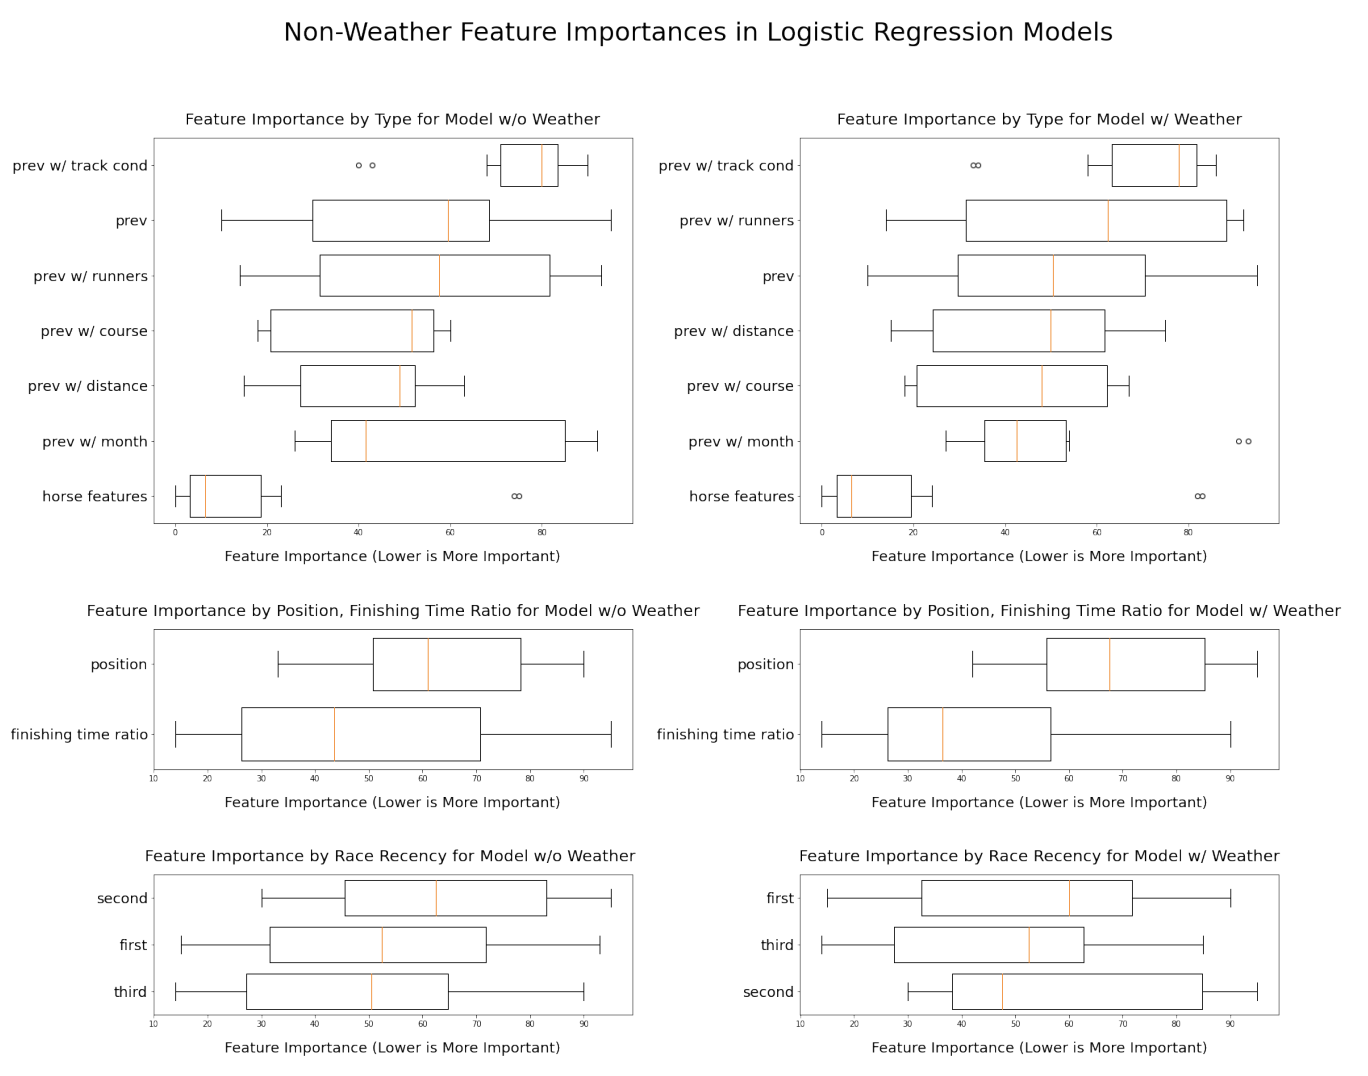 Non-Weather Feature Importances in Logistic Regression Models
Feature Importance by Type for Model w/o Weather
prev w/ track cond
prev
prev w/ runners
prev w/ course
prev w/ distance
prev w/ month
horse features
0 20 40 60 80
Feature Importance (Lower is More Important)
Feature Importance by Type for Model w/ Weather
prev w/ track cond
prev w/ runners
prev
prev w/ distance
prev w/ course
prev w/ month
horse features
0 20 40 60 80
Feature Importance (Lower is More Important)
Feature Importance by Position, Finishing Time Ratio for Model w/o Weather
position
finishing time ratio
10 20 30 40 50 60 70 80 90
Feature Importance (Lower is More Important)
Feature Importance by Position, Finishing Time Ratio for Model w/ Weather
position
finishing time ratio
10 20 30 40 50 60 70 80 90
Feature Importance (Lower is More Important)
Feature Importance by Race Recency for Model w/o Weather
second
first
third
10 20 30 40 50 60 70 80 90
Feature Importance (Lower is More Important)
Feature Importance by Race Recency for Model w/ Weather
first
third
second
10 20 30 40 50 60 70 80 90
Feature Importance (Lower is More Important)